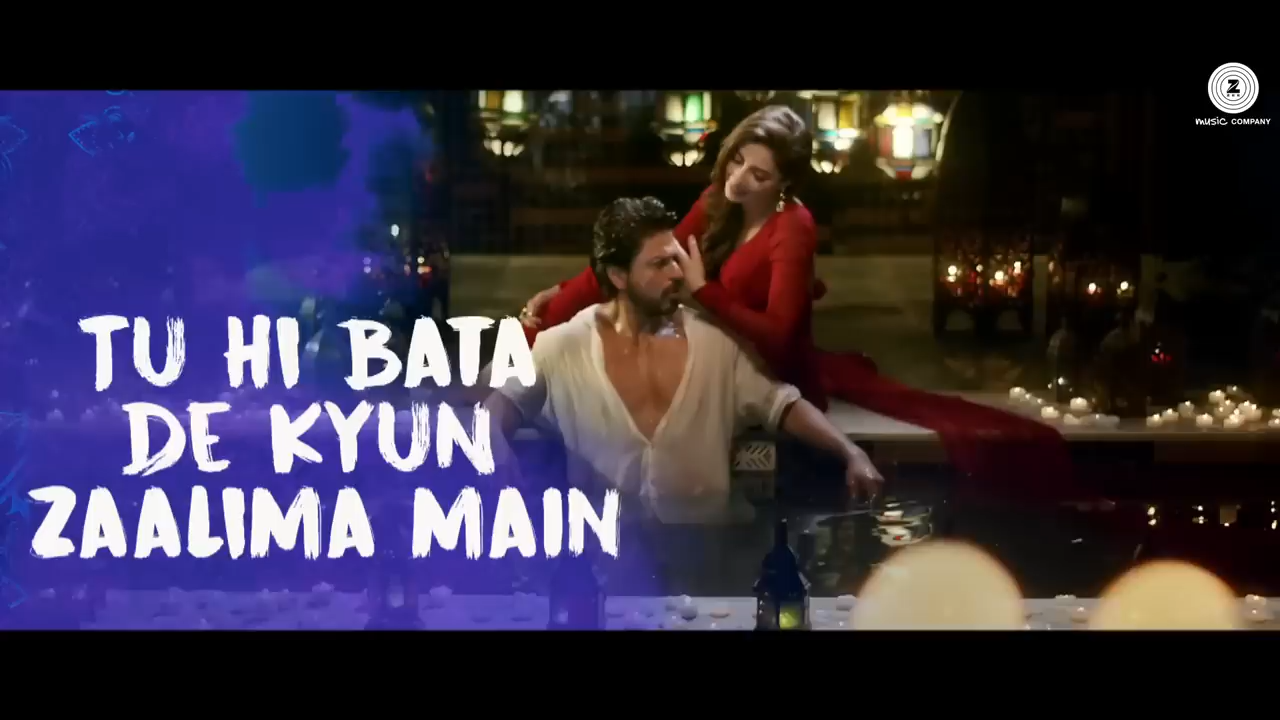 Z
music COMPANY
TU HI BATA
DE KYUN
ZAALIMA MAIN